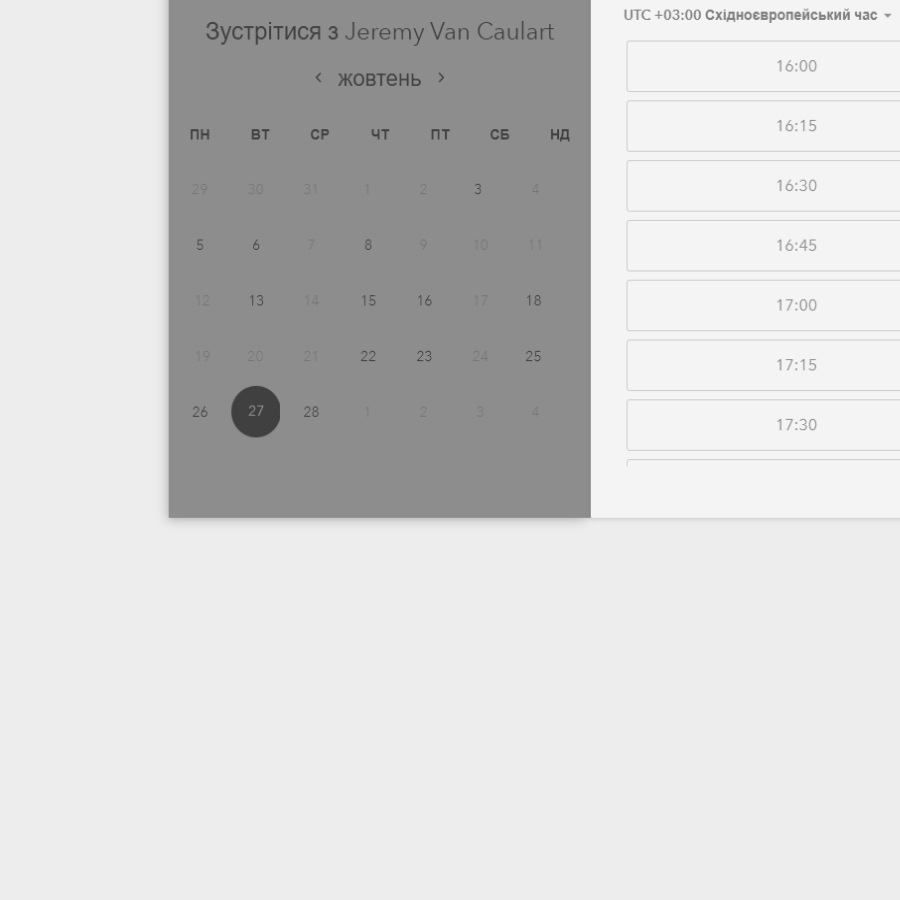 Зустрітися з Jeremy Van Caulart
жовтень
ПН ВТ СР ЧТ ПТ СБ НД
29 30 31 1 2 3 4
5 6 7 8 9 10 11
12 13 14 15 16 17 18
19 20 21 22 23 24 25
26 27 28 1 2 3 4
UTC +03:00 Східноєвропейський час
16:00
16:15
16:30
16:45
17:00
17:15
17:30